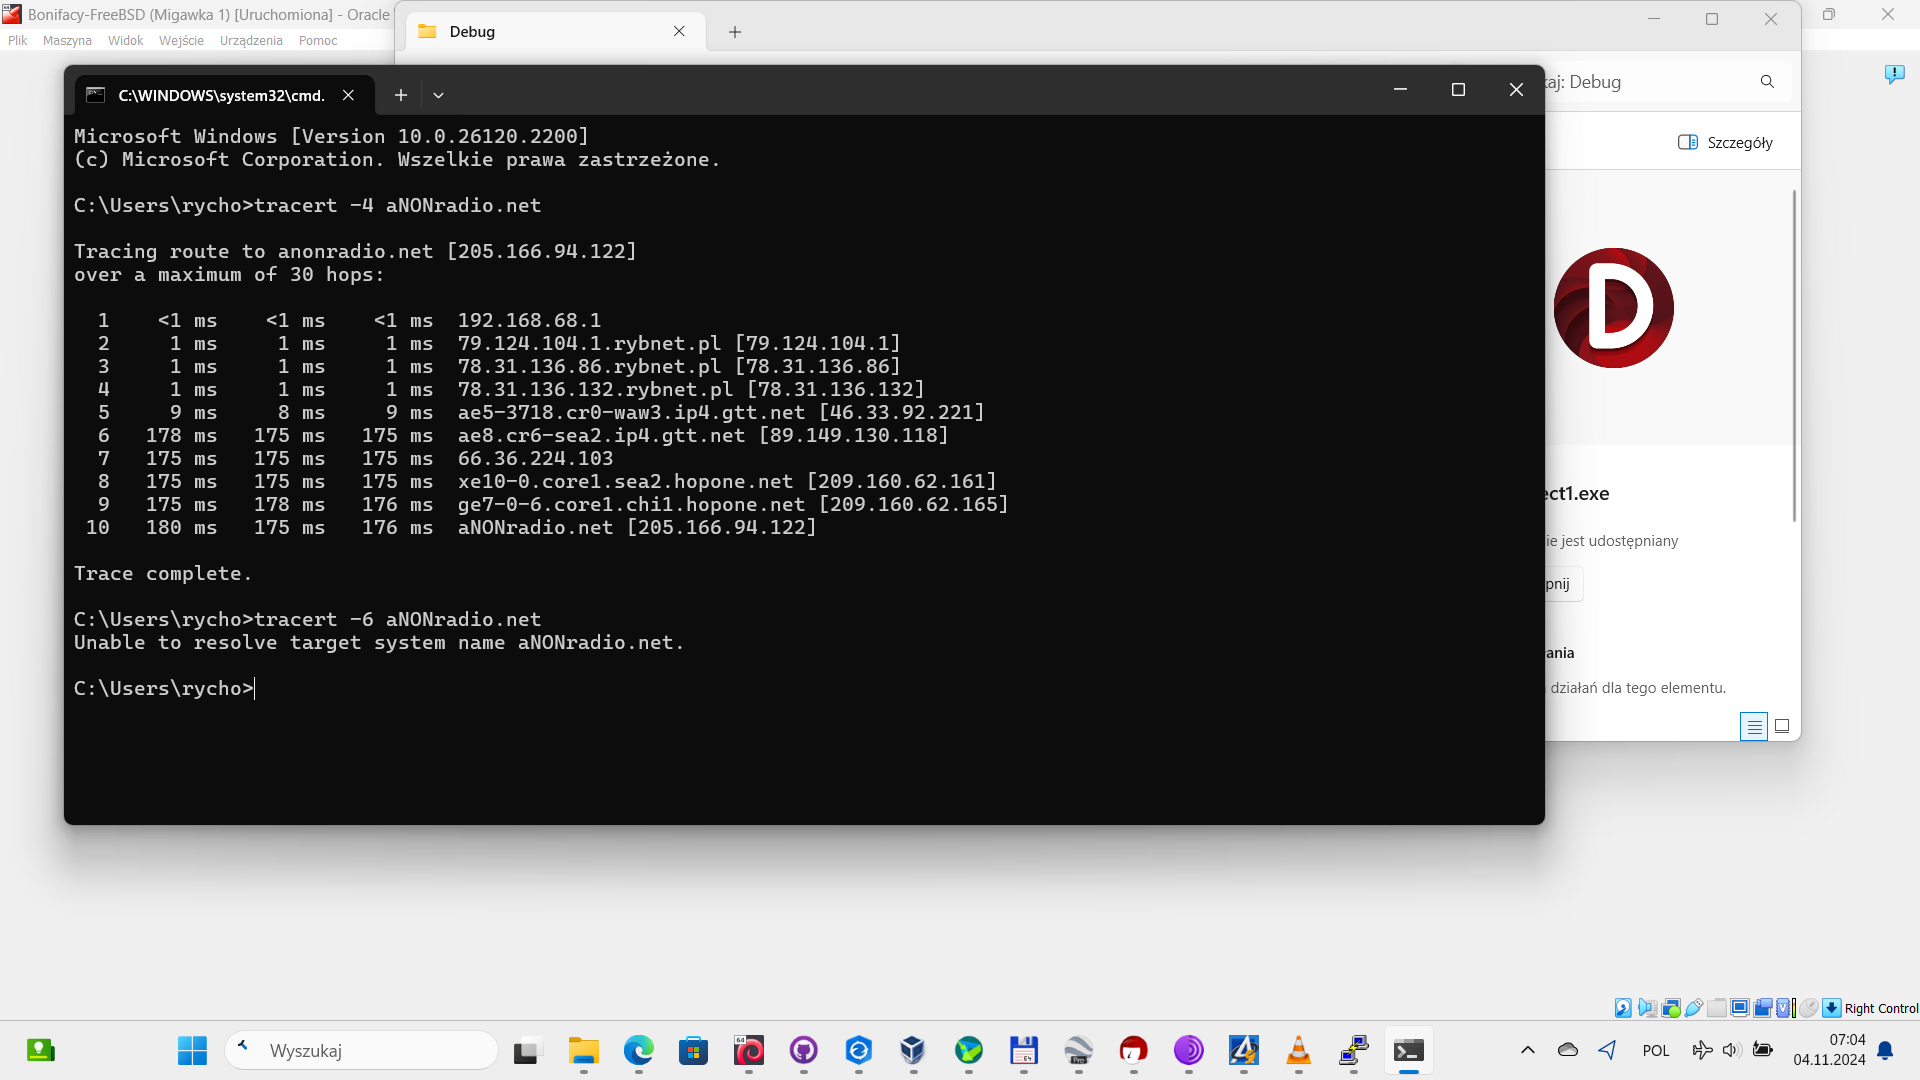 Bonifacy-FreeBSD (Migawka 1) [Uruchomiona] - Oracle
Plik Maszyna Widok Wejście Urządzenia Pomoc
Debug
kaj: Debug
C:\WINDOWS\system32\cmd.
Szczegóły
Microsoft Windows [Version 10.0.26120.2200]
(c) Microsoft Corporation. Wszelkie prawa zastrzeżone.
C:\Users\rycho>tracert -4 aNONradio.net
Tracing route to anonradio.net [205.166.94.122]
over a maximum of 30 hops:
1 <1 ms <1 ms <1 ms 192.168.68.1
2 1 ms 1 ms 1 ms 79.124.104.1.rybnet.pl [79.124.104.1]
3 1 ms 1 ms 1 ms 78.31.136.86.rybnet.pl [78.31.136.86]
4 1 ms 1 ms 1 ms 78.31.136.132.rybnet.pl [78.31.136.132]
5 9 ms 8 ms 9 ms ae5-3718.cr0-waw3.ip4.gtt.net [46.33.92.221]
6 178 ms 175 ms 175 ms ae8.cr6-sea2.ip4.gtt.net [89.149.130.118]
7 175 ms 175 ms 175 ms 66.36.224.103
8 175 ms 175 ms 175 ms xe10-0.core1.sea2.hopone.net [209.160.62.161]
9 175 ms 178 ms 176 ms ge7-0-6.core1.chi1.hopone.net [209.160.62.165]
10 180 ms 175 ms 176 ms aNONradio.net [205.166.94.122]
Trace complete.
C:\Users\rycho>tracert -6 aNONradio.net
Unable to resolve target system name aNONradio.net.
C:\Users\rycho>
D
ect1.exe
ie jest udostępniany
pnij
ania
działań dla tego elementu.
Right Control
Wyszukaj
64
64
Pro
POL
07:04
04.11.2024